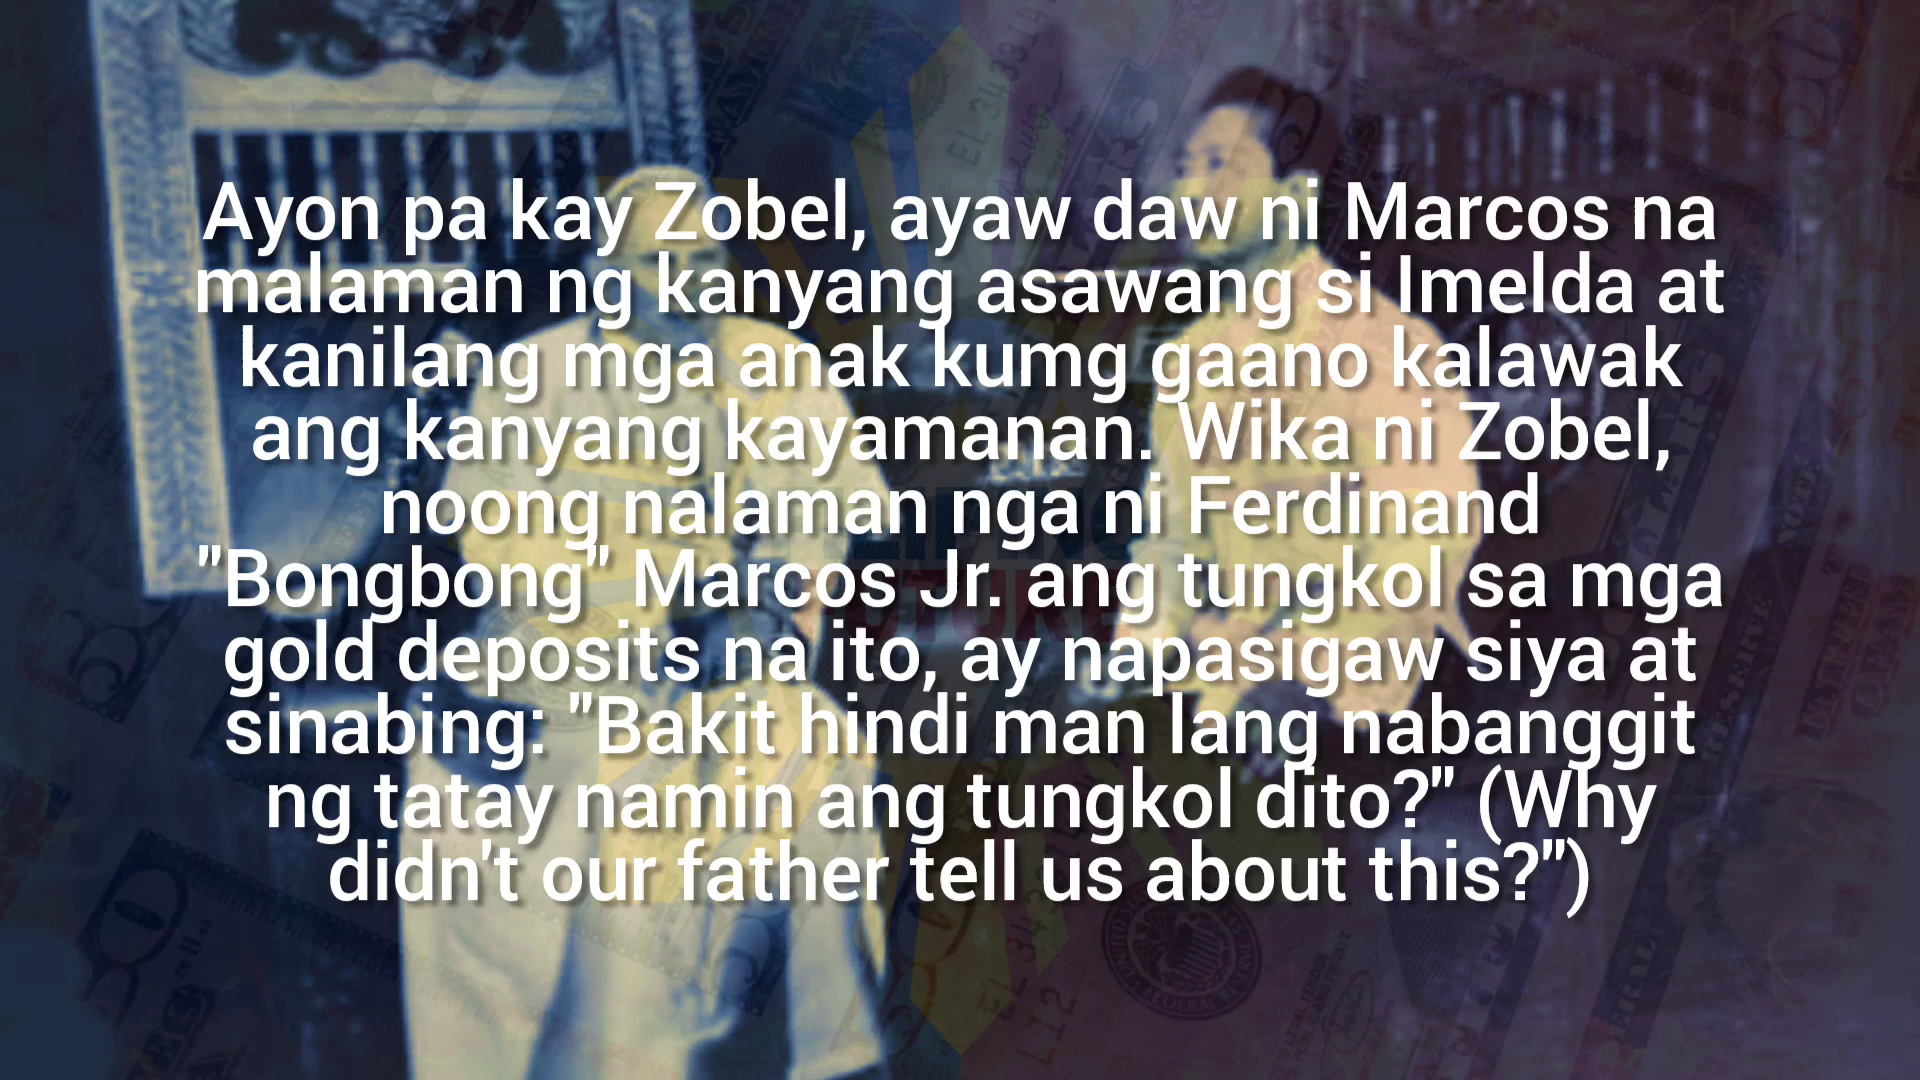 Ayon pa kay Zobel, ayaw daw ni Marcos na
malaman ng kanyang asawang si Imelda at
kanilang mga anak kumg gaano kalawak
ang kanyang kayamanan. Wika ni Zobel,
noong nalaman nga ni Ferdinand
"Bongbong" Marcos Jr. ang tungkol sa mga
gold deposits na ito, ay napasigaw siya at
sinabing: "Bakit hindi man lang nabanggit
ng tatay namin ang tungkol dito?" (Why
didn't our father tell us about this?")